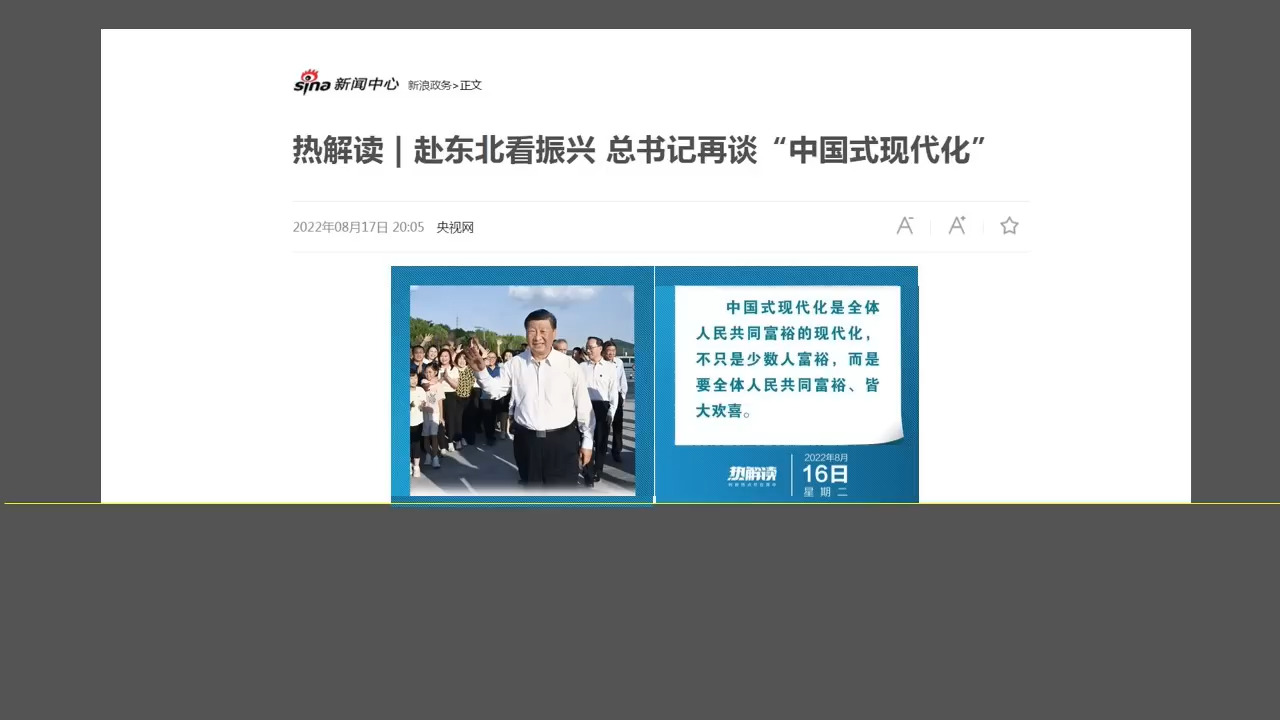 sina 新闻中心 新浪政务>正文
热解读 | 赴东北看振兴 总书记再谈“中国式现代化”
2022年08月17日 20:05 央视网
A- A+
中国式现代化是全体
人民共同富裕的现代化，
不只是少数人富裕，而是
要全体人民共同富裕、皆
大欢喜。
热解读
2022年8月
16日
星期二